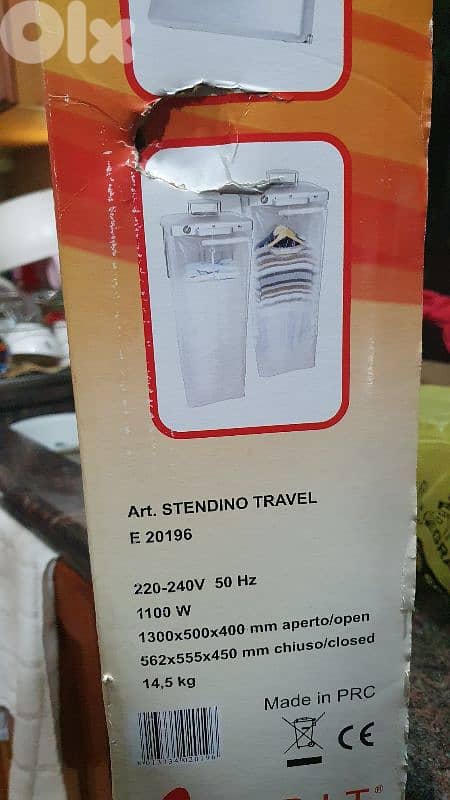 OLX
Art. STENDINO TRAVEL
E 20196
220-240V 50 Hz
1100 W
1300x500x400 mm aperto/open
562x555x450 mm chiuso/closed
14,5 kg
Made in PRC
CE